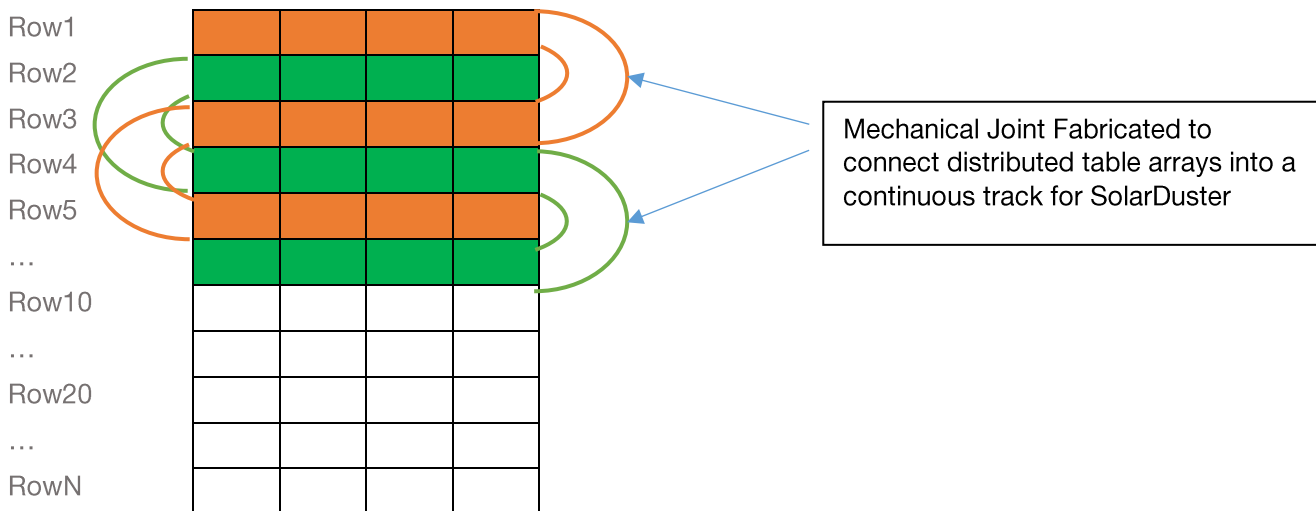 Row1
Row2
Row3
Row4
Row5
...
Row10
...
Row20
...
RowN
Mechanical Joint Fabricated to
connect distributed table arrays into a
continuous track for SolarDuster